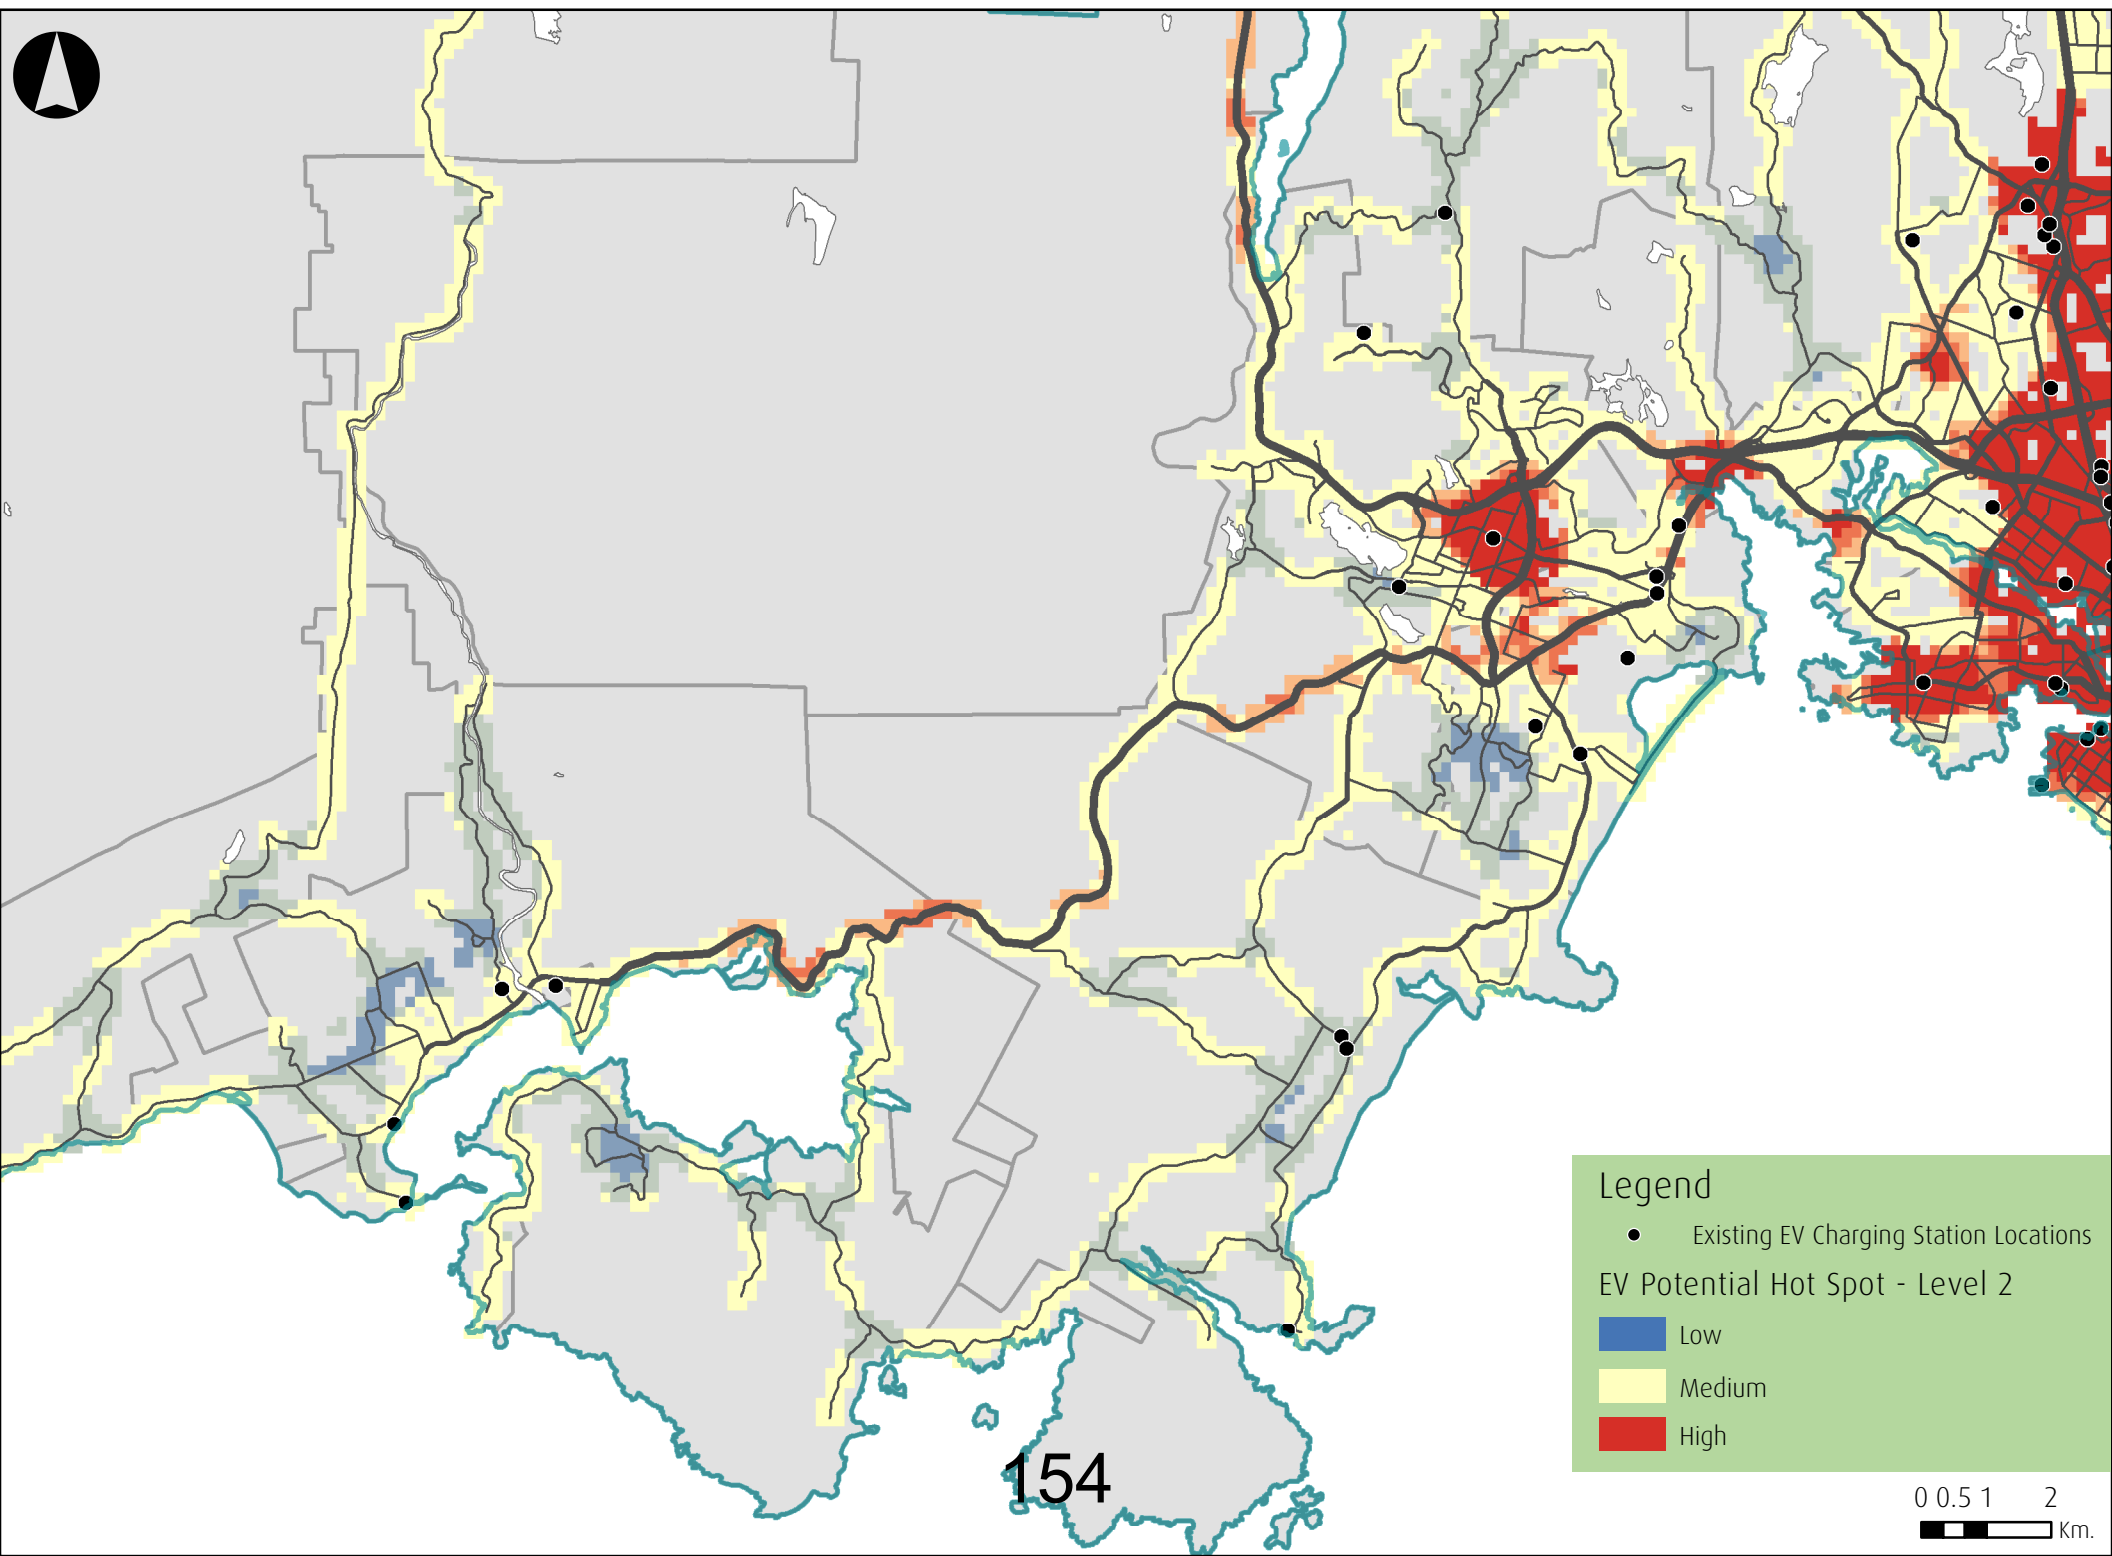 Legend
Existing EV Charging Station Locations
EV Potential Hot Spot - Level 2
Low
Medium
High
154
0 0.5 1 2
Km.